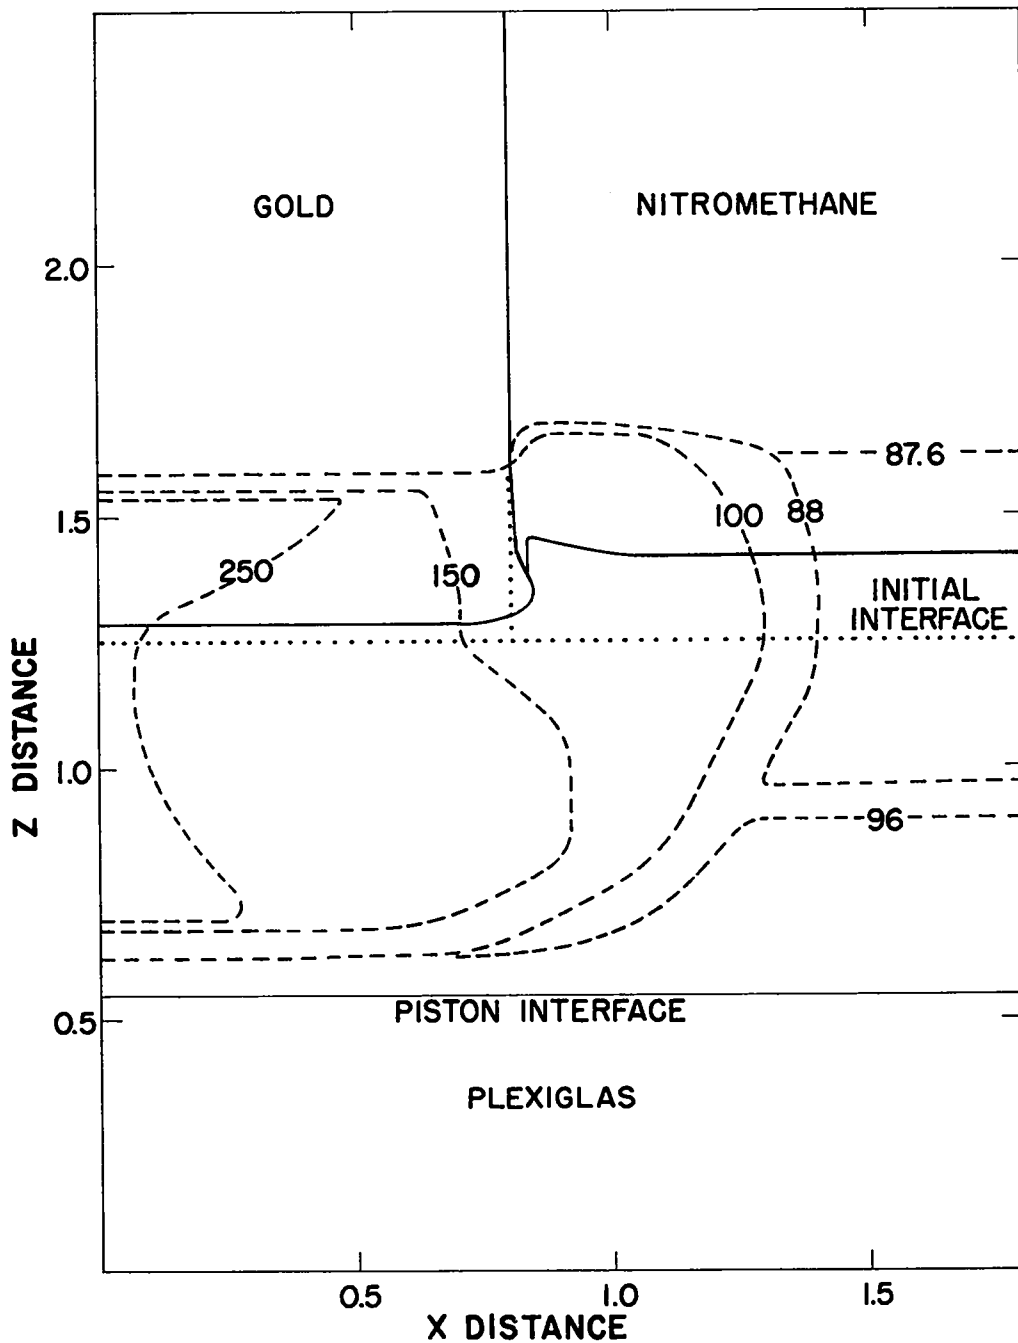 GOLD
NITROMETHANE
2.0
87.6
1.5
100
88
250
150
INITIAL
INTERFACE
Z DISTANCE
1.0
96
0.5
PISTON INTERFACE
PLEXIGLAS
0.5
1.0
1.5
X DISTANCE